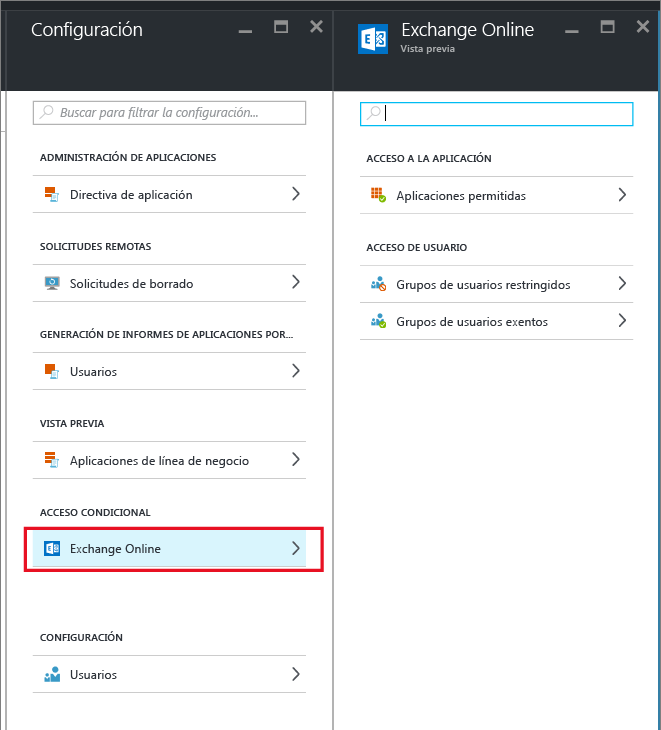 Configuración
Buscar para filtrar la configuración...
ADMINISTRACIÓN DE APLICACIONES
Directiva de aplicación
SOLICITUDES REMOTAS
Solicitudes de borrado
GENERACIÓN DE INFORMES DE APLICACIONES POR...
Usuarios
VISTA PREVIA
Aplicaciones de línea de negocio
ACCESO CONDICIONAL
Exchange Online
CONFIGURACIÓN
Usuarios
Exchange Online
Vista previa
ACCESO A LA APLICACIÓN
Aplicaciones permitidas
ACCESO DE USUARIO
Grupos de usuarios restringidos
Grupos de usuarios exentos